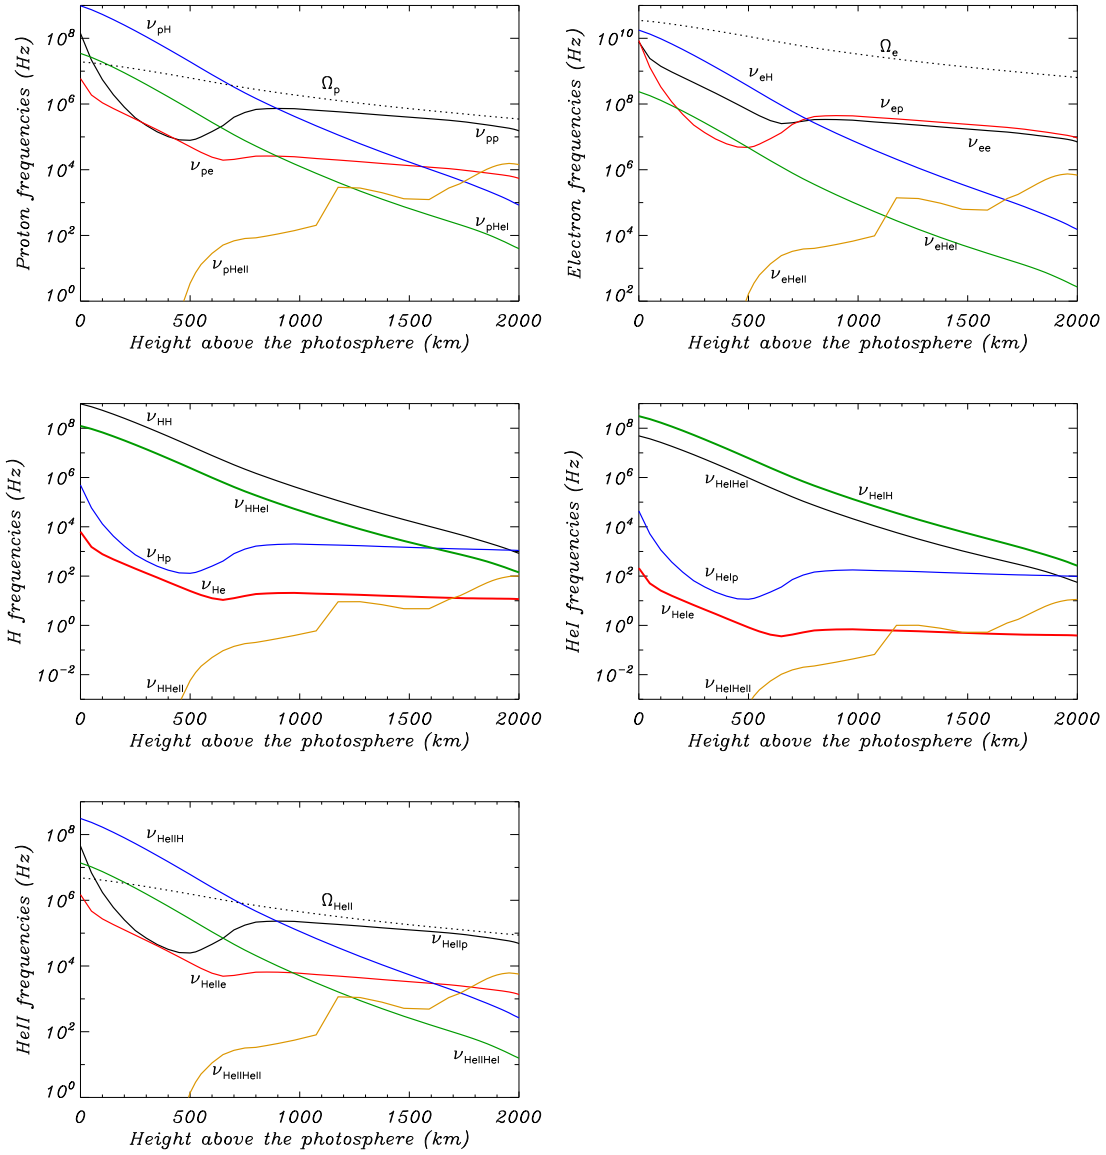 Proton frequencies (Hz)
10^8
10^6
10^4
10^2
10^0
ν_pH
Ω_p
ν_pp
ν_pe
ν_pHeI
ν_pHeII
0 500 1000 1500 2000
Height above the photosphere (km)
Electron frequencies (Hz)
10^10
10^8
10^6
10^4
10^2
Ω_e
ν_eH
ν_ep
ν_ee
ν_eHeI
ν_eHeII
0 500 1000 1500 2000
Height above the photosphere (km)
H frequencies (Hz)
10^8
10^6
10^4
10^2
10^0
10^-2
ν_HH
ν_HHeI
ν_Hp
ν_He
ν_HHeII
0 500 1000 1500 2000
Height above the photosphere (km)
HeI frequencies (Hz)
10^8
10^6
10^4
10^2
10^0
10^-2
ν_HeIHeI
ν_HeIH
ν_HeIp
ν_HeIe
ν_HeIHeII
0 500 1000 1500 2000
Height above the photosphere (km)
HeII frequencies (Hz)
10^8
10^6
10^4
10^2
10^0
ν_HeIIH
Ω_HeII
ν_HeIIp
ν_HeIIe
ν_HeIIHeI
ν_HeIIHeII
0 500 1000 1500 2000
Height above the photosphere (km)